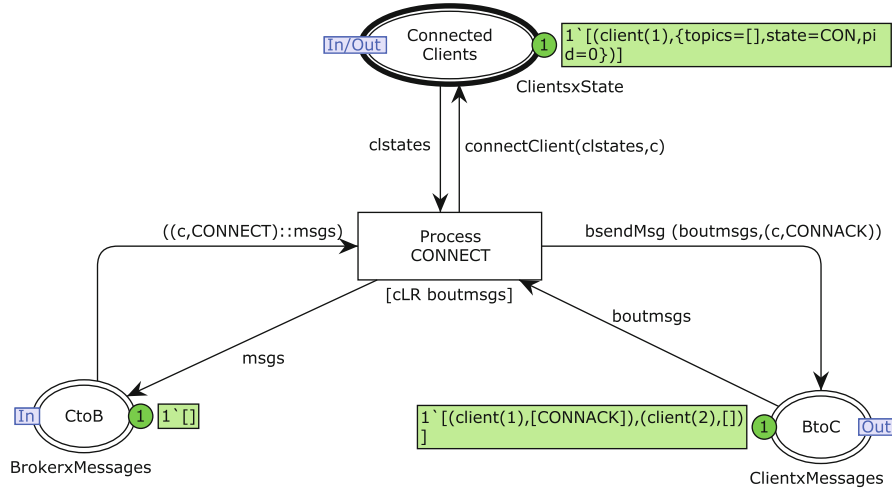 In/Out
Connected
Clients
1
1`[(client(1),{topics=[],state=CON,pi
d=0})]
ClientsxState
clstates
connectClient(clstates,c)
((c,CONNECT)::msgs)
Process
CONNECT
bsendMsg (boutmsgs,(c,CONNACK))
[cLR boutmsgs]
boutmsgs
msgs
In
CtoB
1
1`[]
BrokerxMessages
1`[(client(1),[CONNACK]),(client(2),[])
]
1
BtoC
Out
ClientxMessages